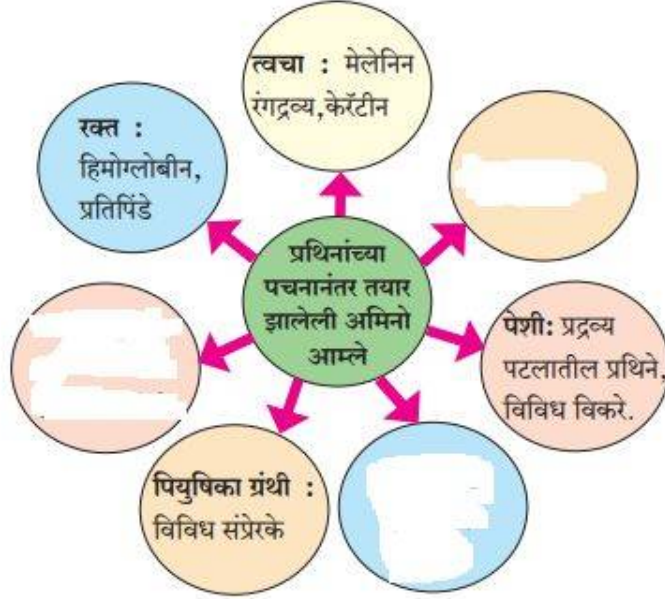 त्वचा : मेलेनिन
रंगद्रव्य,केरॅटीन
रक्त :
हिमोग्लोबीन,
प्रतिपिंडे
प्रथिनांच्या
पचनानंतर तयार
झालेली अमिनो
आम्ले
पेशी: प्रद्रव्य
पटलातील प्रथिने,
विविध विकरे.
पियुषिका ग्रंथी :
विविध संप्रेरके